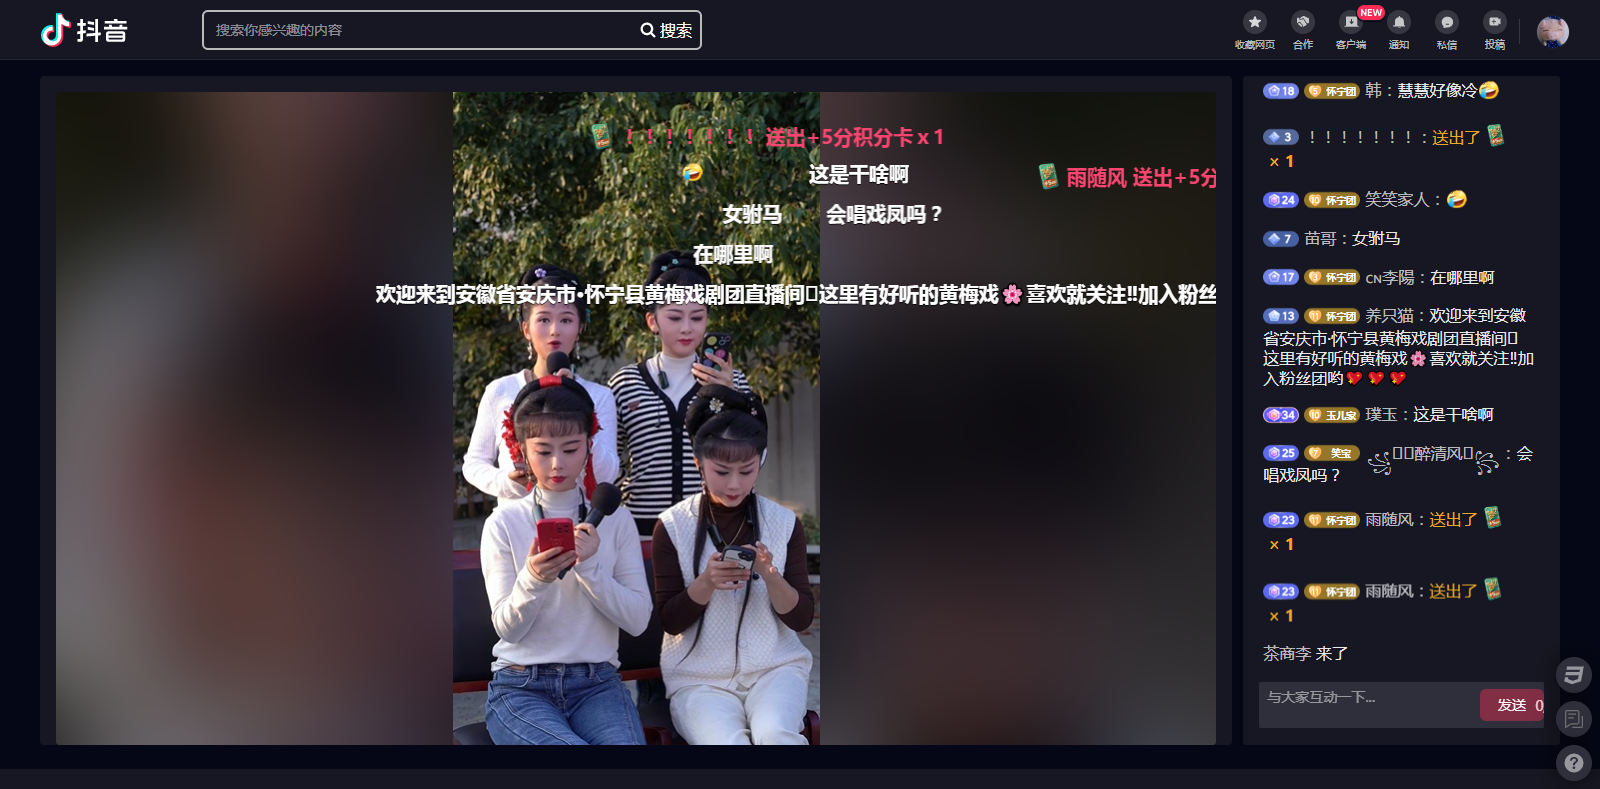 抖音
搜索你感兴趣的内容
搜索
收藏网页
合作
NEW
客户端
通知
私信
投稿
！！！！！！！ 送出+5分积分卡 x 1
这是干啥啊
雨随风 送出+5分
女驸马
会唱戏凤吗？
在哪里啊
欢迎来到安徽省安庆市·怀宁县黄梅戏剧团直播间 这里有好听的黄梅戏🌸喜欢就关注‼加入粉丝
18 怀宁团 韩：慧慧好像冷🤣
3 ！！！！！！！：送出了
× 1
24 10 怀宁团 笑笑家人：🤣
7 苗哥：女驸马
17 怀宁团 CN李陽：在哪里啊
13 11 怀宁团 养只猫：欢迎来到安徽
省安庆市·怀宁县黄梅戏剧团直播间
这里有好听的黄梅戏🌸喜欢就关注‼加
入粉丝团哟💖💖💖
34 10 玉儿家 璞玉：这是干啥啊
25 7 笑宝 ꧁醉清风꧂：会
唱戏凤吗？
23 11 怀宁团 雨随风：送出了
× 1
23 11 怀宁团 雨随风：送出了
× 1
茶商李 来了
与大家互动一下...
发送